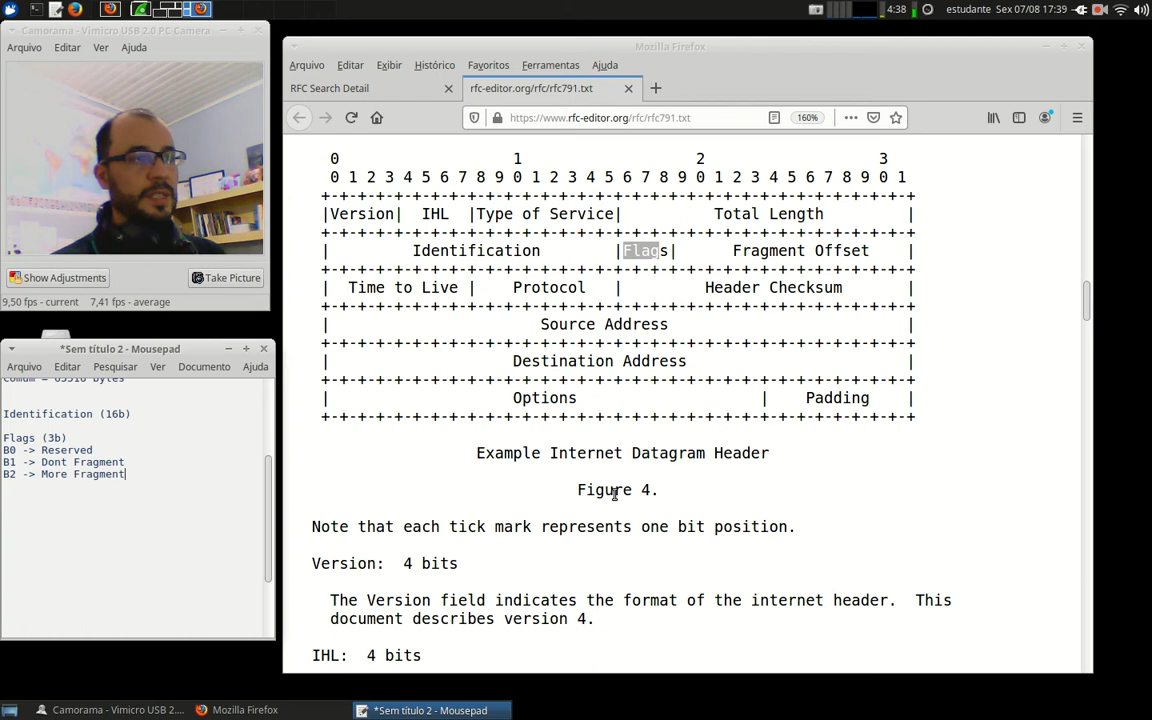 4:38 estudante Sex 07/08 17:39
Camorama - Vimicro USB 2.0 PC Camera
Arquivo Editar Ver Ajuda
Show Adjustments Take Picture
9,50 fps - current 7,41 fps - average
*Sem título 2 - Mousepad
Arquivo Editar Pesquisar Ver Documento Ajuda
Identification (16b)
Flags (3b)
B0 -> Reserved
B1 -> Dont Fragment
B2 -> More Fragment
Mozilla Firefox
Arquivo Editar Exibir Histórico Favoritos Ferramentas Ajuda
RFC Search Detail rfc-editor.org/rfc/rfc791.txt
https://www.rfc-editor.org/rfc/rfc791.txt 160%
0 1 2 3
0 1 2 3 4 5 6 7 8 9 0 1 2 3 4 5 6 7 8 9 0 1 2 3 4 5 6 7 8 9 0 1
+-+-+-+-+-+-+-+-+-+-+-+-+-+-+-+-+-+-+-+-+-+-+-+-+-+-+-+-+-+-+-+-+
|Version| IHL |Type of Service| Total Length |
+-+-+-+-+-+-+-+-+-+-+-+-+-+-+-+-+-+-+-+-+-+-+-+-+-+-+-+-+-+-+-+-+
| Identification |Flags| Fragment Offset |
+-+-+-+-+-+-+-+-+-+-+-+-+-+-+-+-+-+-+-+-+-+-+-+-+-+-+-+-+-+-+-+-+
| Time to Live | Protocol | Header Checksum |
+-+-+-+-+-+-+-+-+-+-+-+-+-+-+-+-+-+-+-+-+-+-+-+-+-+-+-+-+-+-+-+-+
| Source Address |
+-+-+-+-+-+-+-+-+-+-+-+-+-+-+-+-+-+-+-+-+-+-+-+-+-+-+-+-+-+-+-+-+
| Destination Address |
+-+-+-+-+-+-+-+-+-+-+-+-+-+-+-+-+-+-+-+-+-+-+-+-+-+-+-+-+-+-+-+-+
| Options | Padding |
+-+-+-+-+-+-+-+-+-+-+-+-+-+-+-+-+-+-+-+-+-+-+-+-+-+-+-+-+-+-+-+-+
Example Internet Datagram Header
Figure 4.
Note that each tick mark represents one bit position.
Version: 4 bits
The Version field indicates the format of the internet header. This
document describes version 4.
IHL: 4 bits
Camorama - Vimicro USB 2.... Mozilla Firefox *Sem título 2 - Mousepad